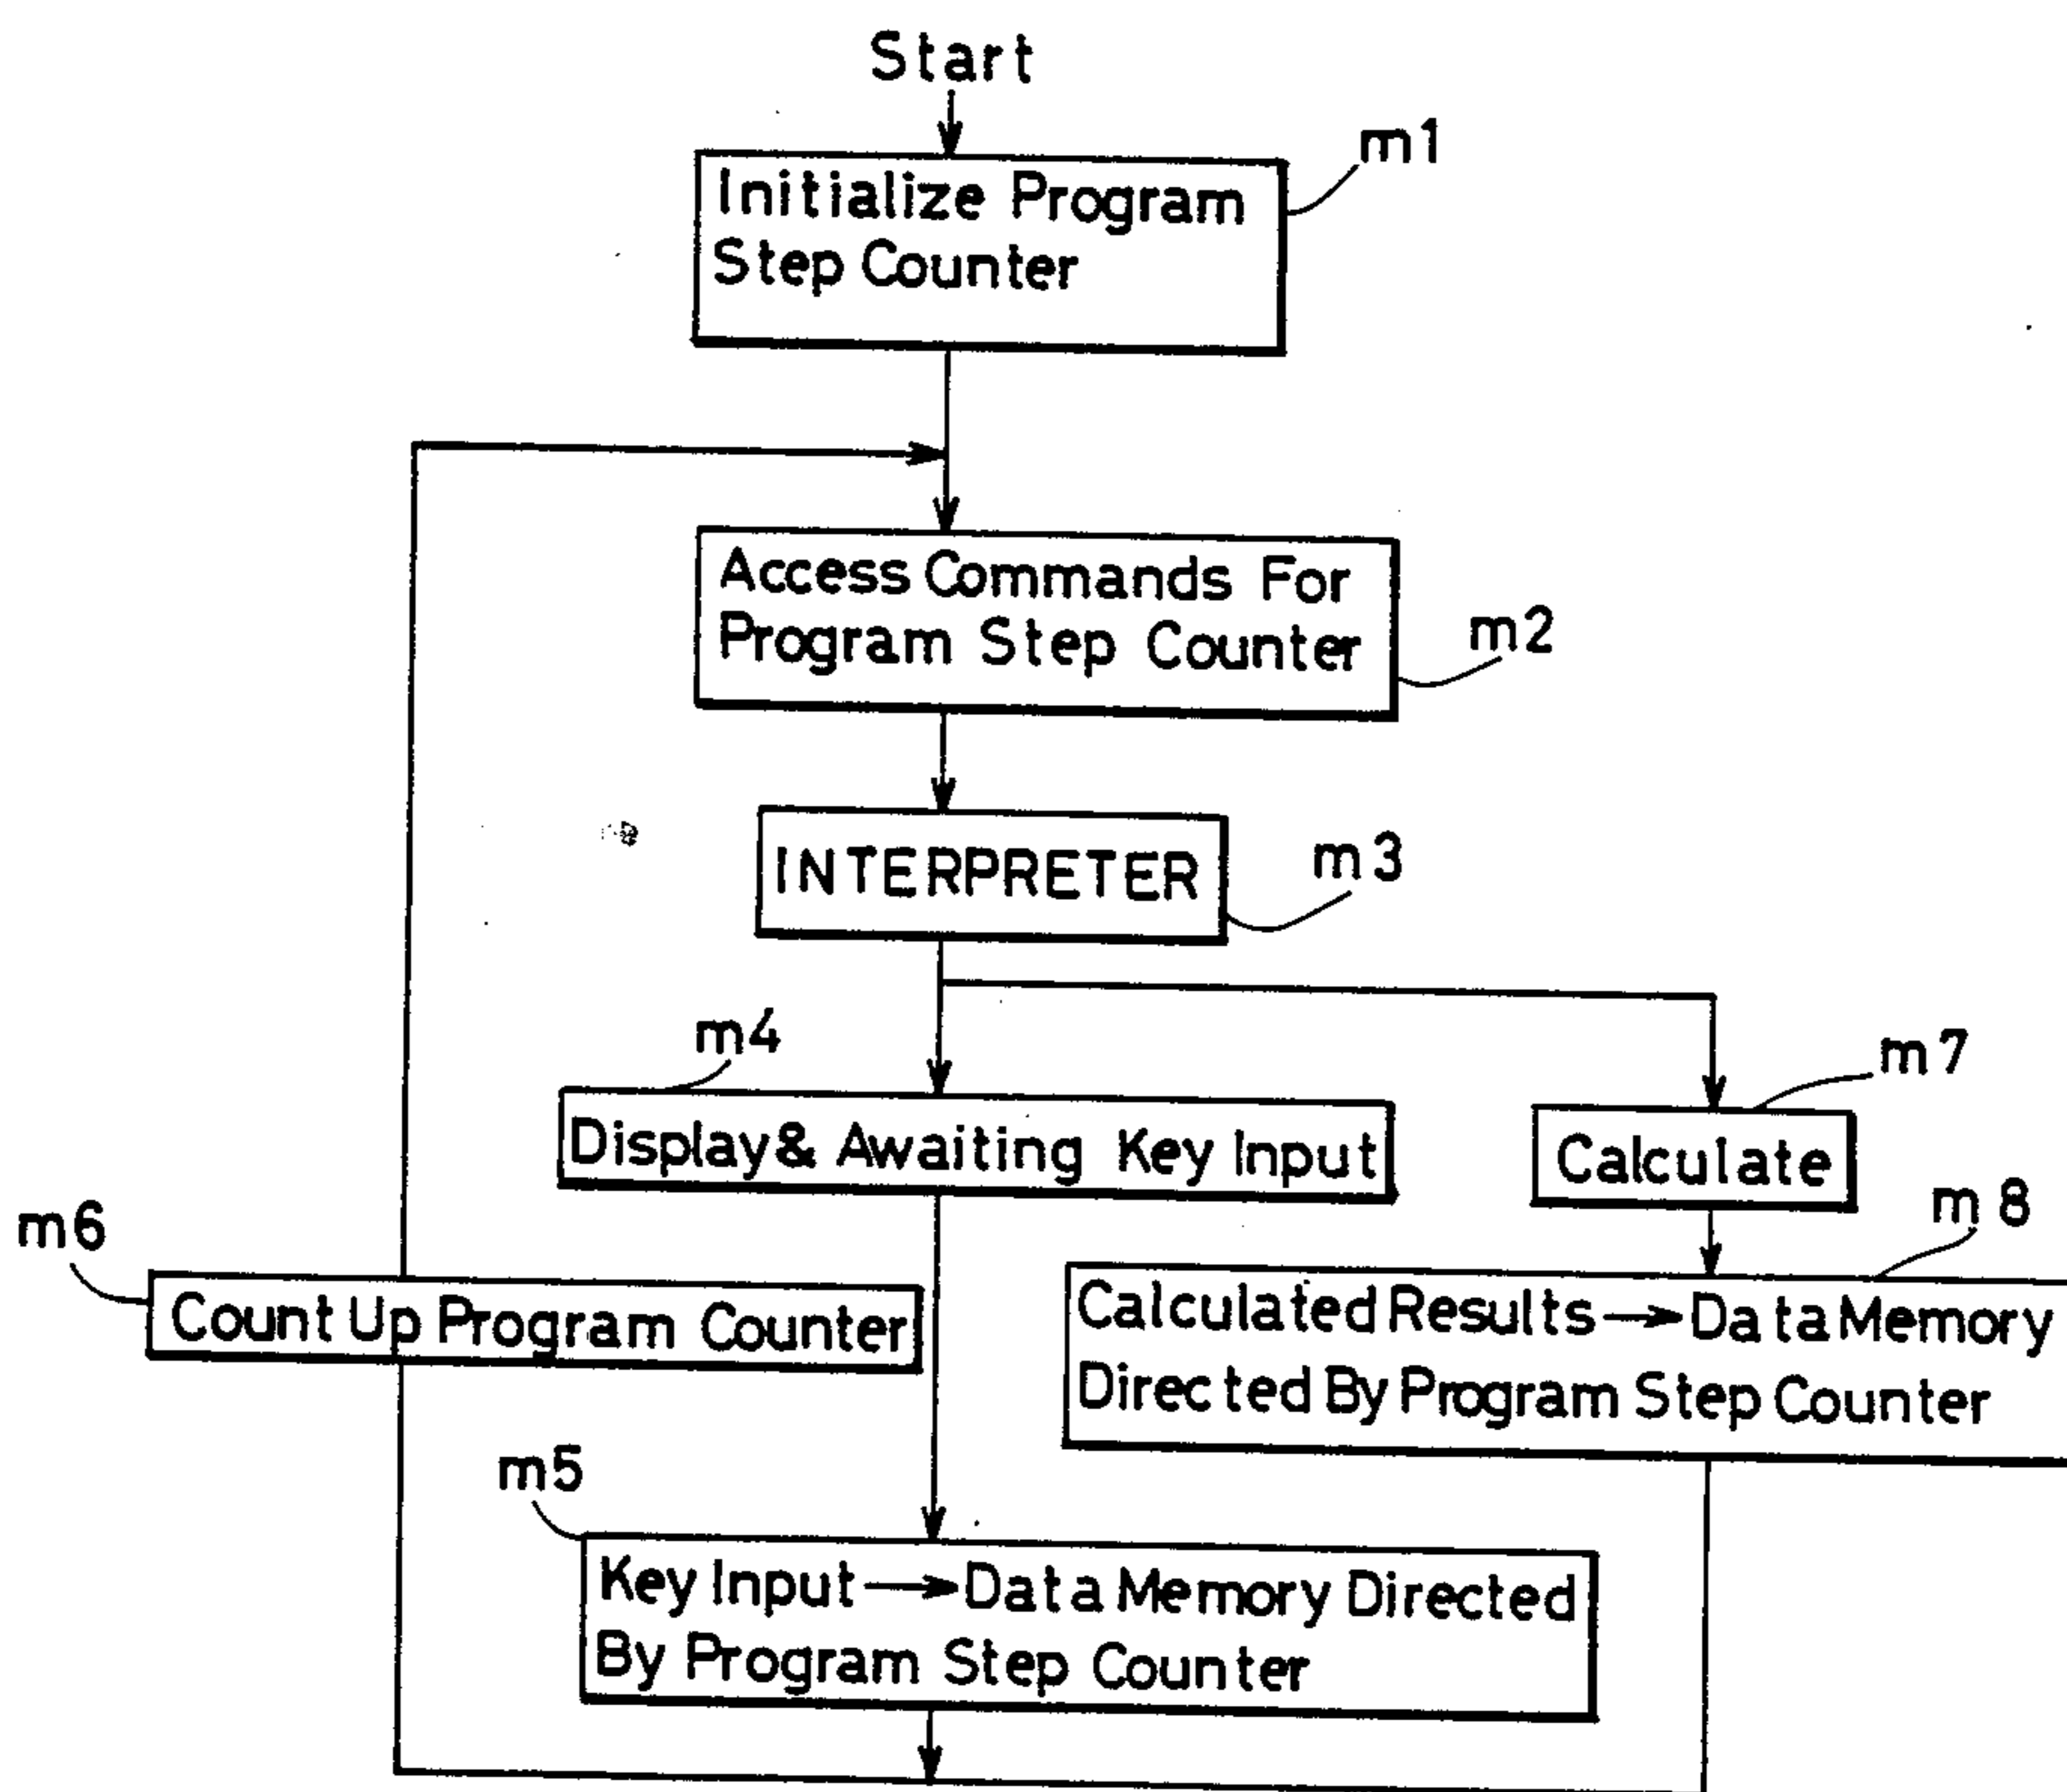 Start
m1
Initialize Program
Step Counter
Access Commands For
Program Step Counter
m2
INTERPRETER
m3
m4
m7
Display& Awaiting Key Input
Calculate
m6
m8
Count Up Program Counter
Calculated Results→Data Memory
Directed By Program Step Counter
m5
Key Input→Data Memory Directed
By Program Step Counter